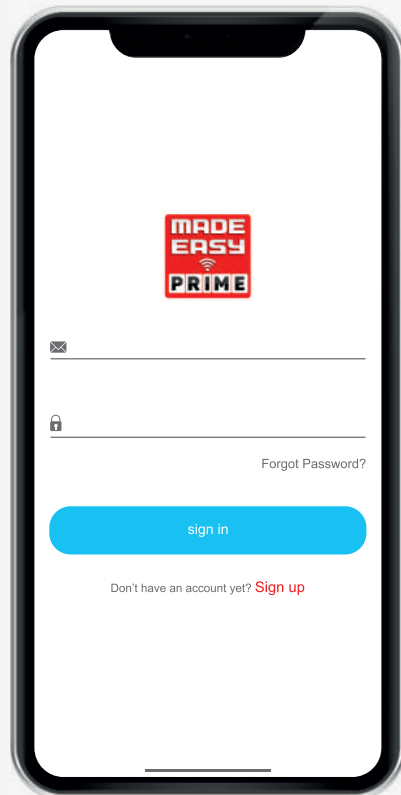 MADE
EASY
PRIME
Forgot Password?
sign in
Don't have an account yet? Sign up